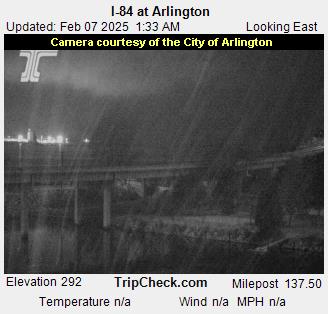 I-84 at Arlington
Updated: Feb 07 2025 1:33 AM Looking East
Camera courtesy of the City of Arlington
Elevation 292 TripCheck.com Milepost 137.50
Temperature n/a Wind n/a MPH n/a